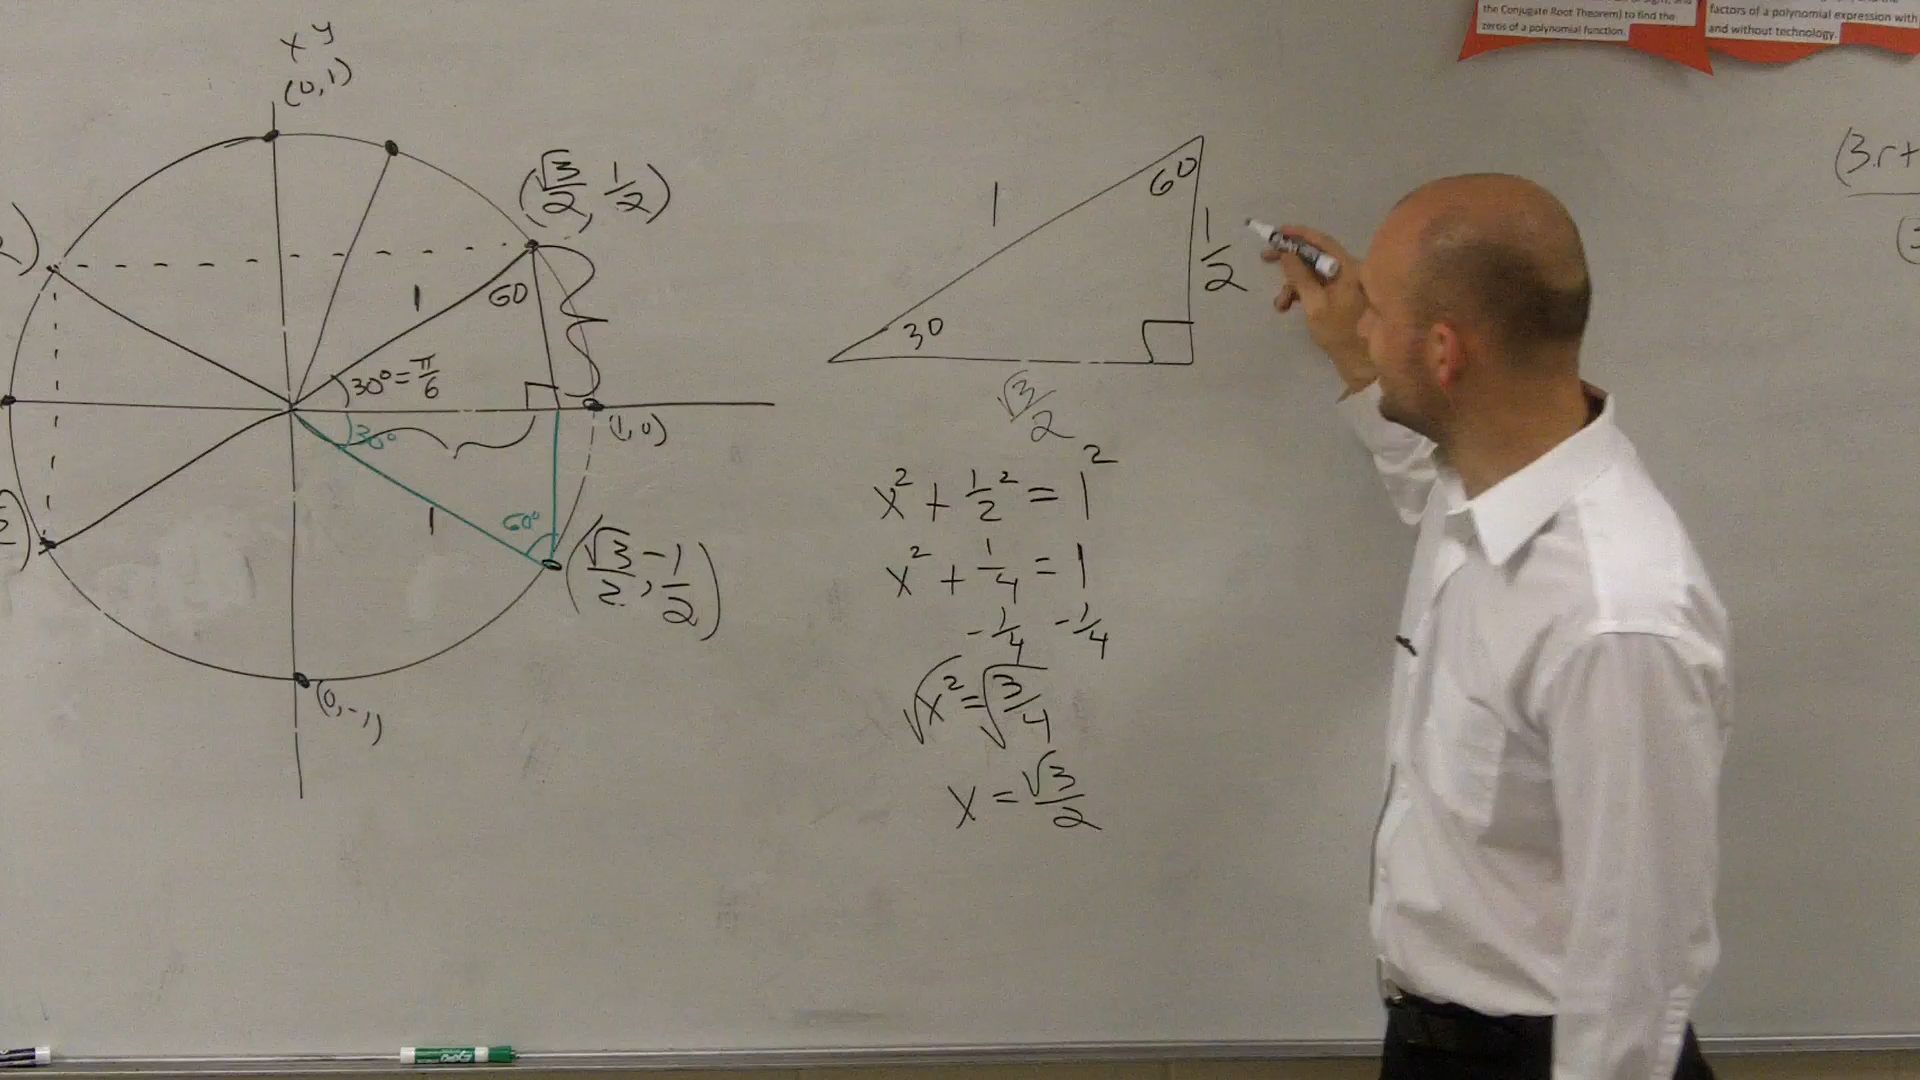 x y
(0,1)
(√3/2, 1/2)
1
60
30° = π/6
(1,0)
30°
1
60°
(√3/2, -1/2)
(0,-1)
1
60
1/2
30
√3/2
x² + 1/2² = 1²
x² + 1/4 = 1
-1/4 -1/4
√x² = √3/4
x = √3/2
the Conjugate Root Theorem) to find the
zeros of a polynomial function.
factors of a polynomial expression with
and without technology.
(3.r+
(3
EXPO